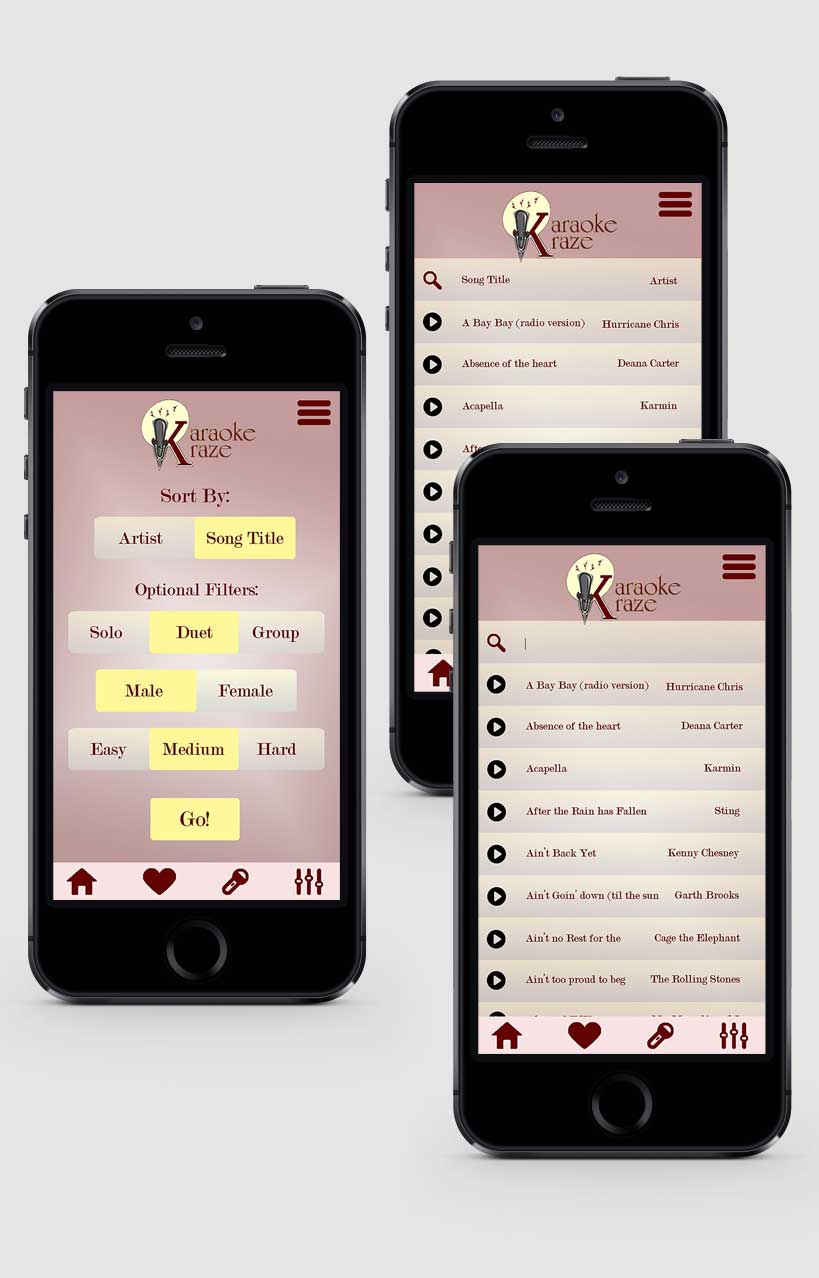 Karaoke
Kraze
Sort By:
Artist Song Title
Optional Filters:
Solo Duet Group
Male Female
Easy Medium Hard
Go!
Karaoke
Kraze
Song Title Artist
A Bay Bay (radio version) Hurricane Chris
Absence of the heart Deana Carter
Acapella Karmin
Karaoke
Kraze
A Bay Bay (radio version) Hurricane Chris
Absence of the heart Deana Carter
Acapella Karmin
After the Rain has Fallen Sting
Ain't Back Yet Kenny Chesney
Ain't Goin' down (til the sun Garth Brooks
Ain't no Rest for the Cage the Elephant
Ain't too proud to beg The Rolling Stones